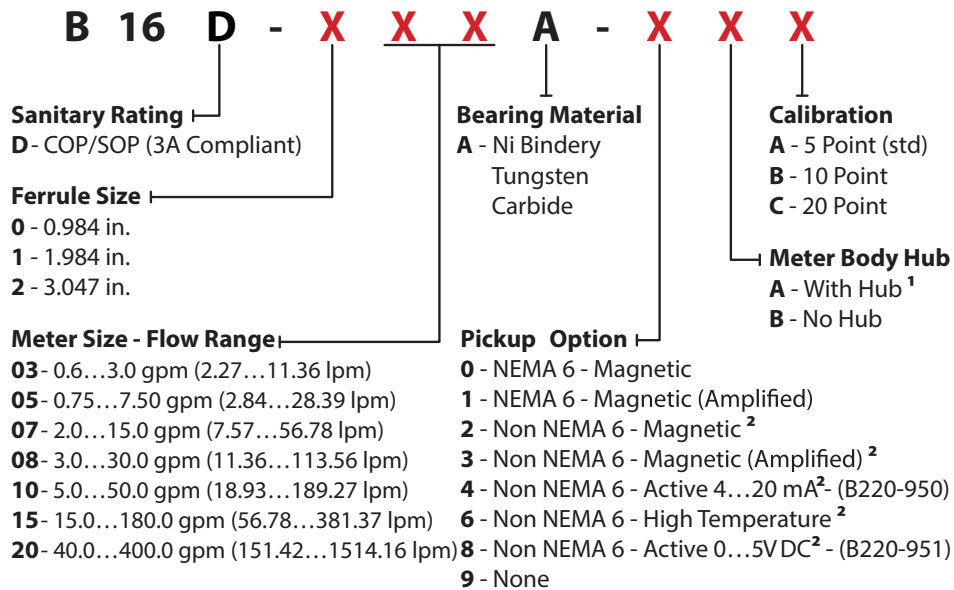 B 16 D - X X X A - X X X
Sanitary Rating
D - COP/SOP (3A Compliant)
Ferrule Size
0 - 0.984 in.
1 - 1.984 in.
2 - 3.047 in.
Meter Size - Flow Range
03 - 0.6…3.0 gpm (2.27…11.36 lpm)
05 - 0.75…7.50 gpm (2.84…28.39 lpm)
07 - 2.0…15.0 gpm (7.57…56.78 lpm)
08 - 3.0…30.0 gpm (11.36…113.56 lpm)
10 - 5.0…50.0 gpm (18.93…189.27 lpm)
15 - 15.0…180.0 gpm (56.78…381.37 lpm)
20 - 40.0…400.0 gpm (151.42…1514.16 lpm)
Bearing Material
A - Ni Bindery
Tungsten
Carbide
Pickup Option
0 - NEMA 6 - Magnetic
1 - NEMA 6 - Magnetic (Amplified)
2 - Non NEMA 6 - Magnetic ²
3 - Non NEMA 6 - Magnetic (Amplified) ²
4 - Non NEMA 6 - Active 4…20 mA² - (B220-950)
6 - Non NEMA 6 - High Temperature ²
8 - Non NEMA 6 - Active 0…5V DC² - (B220-951)
9 - None
Calibration
A - 5 Point (std)
B - 10 Point
C - 20 Point
Meter Body Hub
A - With Hub ¹
B - No Hub